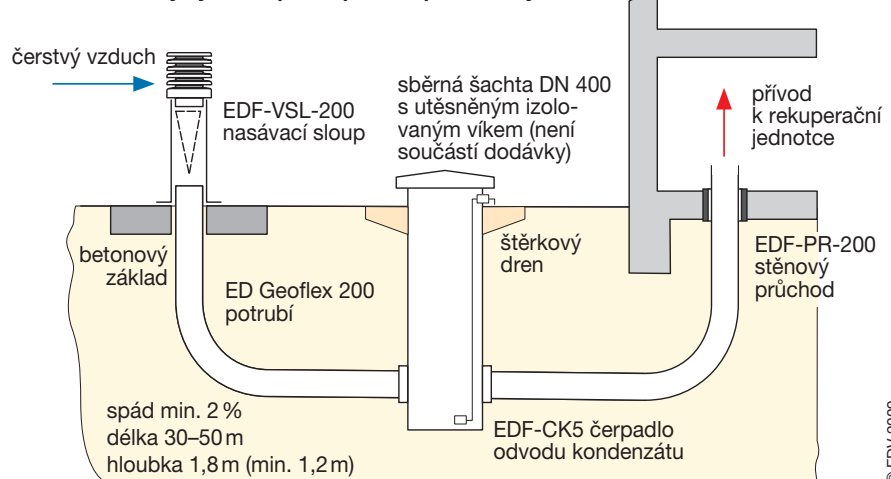 čerstvý vzduch
EDF-VSL-200
nasávací sloup
sběrná šachta DN 400
s utěsněným izolo-
vaným víkem (není
součástí dodávky)
přívod
k rekuperační
jednotce
betonový
základ
ED Geoflex 200
potrubí
štěrkový
dren
EDF-PR-200
stěnový
průchod
spád min. 2 %
délka 30–50 m
hloubka 1,8 m (min. 1,2 m)
EDF-CK5 čerpadlo
odvodu kondenzátu